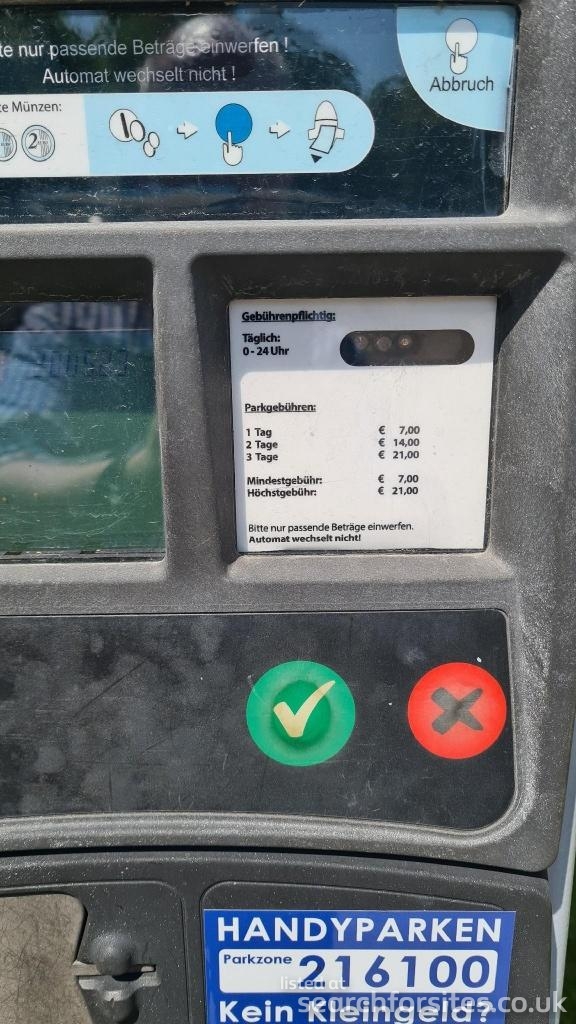 te nur passende Beträge einwerfen !
Automat wechselt nicht !
Abbruch
te Münzen:
2
Gebührenpflichtig:
Täglich:
0 - 24 Uhr
Parkgebühren:
1 Tag € 7,00
2 Tage € 14,00
3 Tage € 21,00
Mindestgebühr: € 7,00
Höchstgebühr: € 21,00
Bitte nur passende Beträge einwerfen.
Automat wechselt nicht!
HANDYPARKEN
Parkzone 216100
Kein Kleingeld?
listed at
searchforsites.co.uk